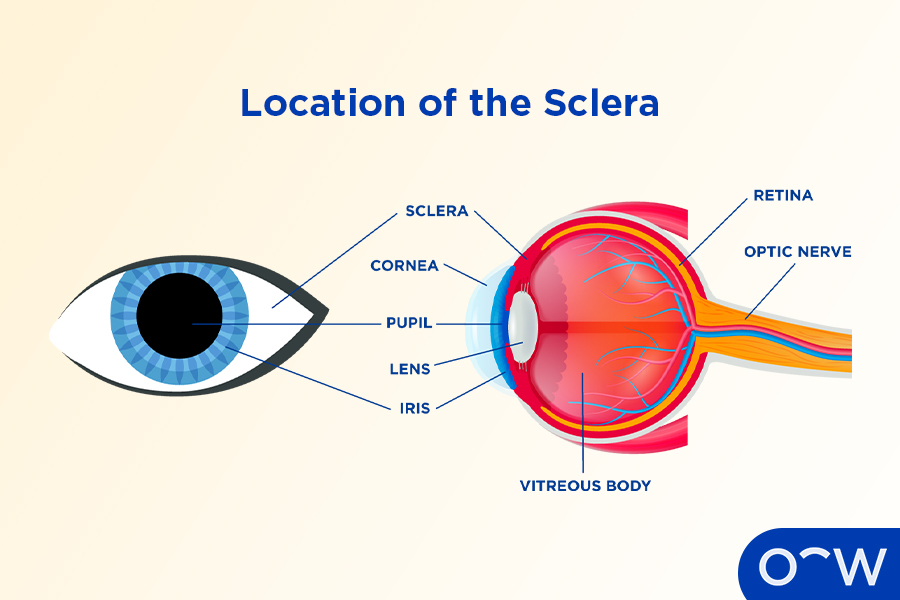 Location of the Sclera
SCLERA
CORNEA
PUPIL
LENS
IRIS
RETINA
OPTIC NERVE
VITREOUS BODY
OW